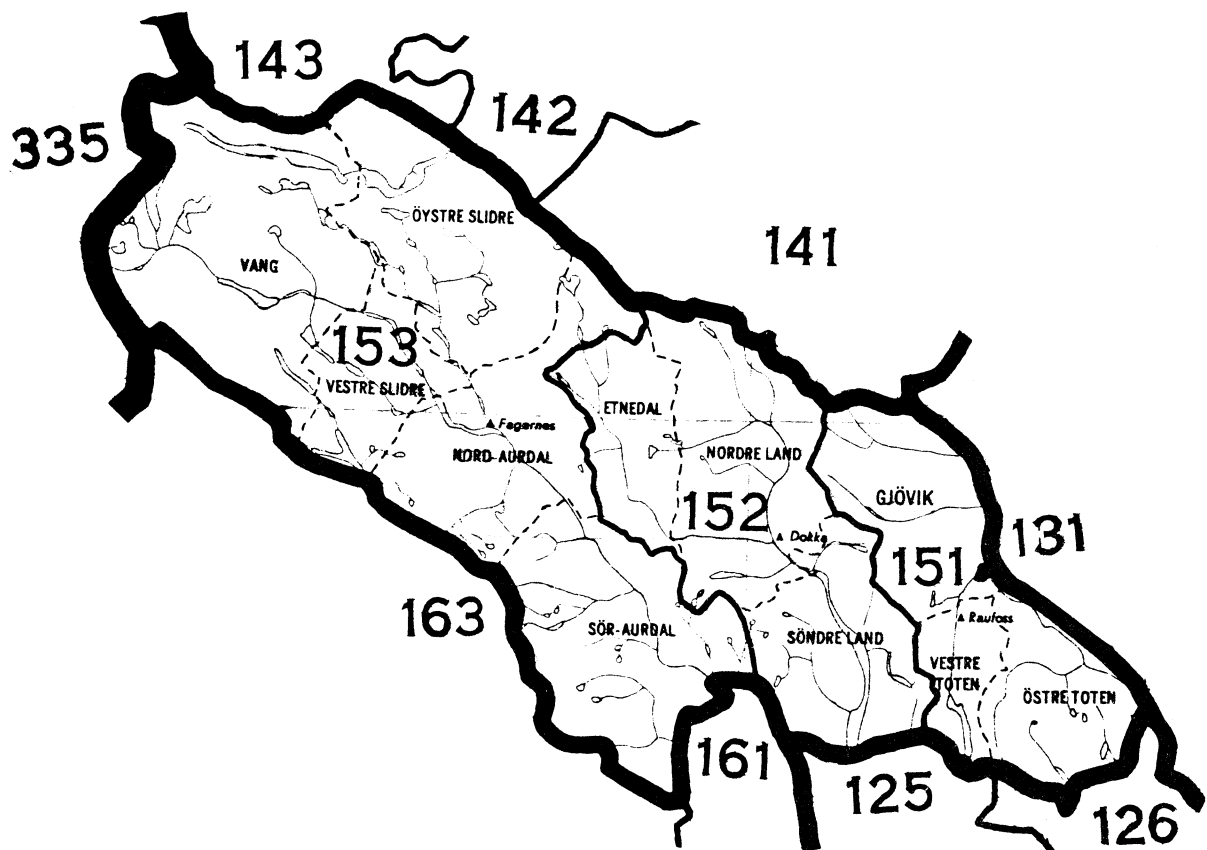 143
142
335
ÖYSTRE SLIDRE
141
VANG
153
VESTRE SLIDRE
ETNEDAL
Fagernes
NORD-AURDAL
NORDRE LAND
GJÖVIK
152
Dokka
131
151
163
SÖR-AURDAL
SÖNDRE LAND
Raufoss
VESTRE
TOTEN
ÖSTRE TOTEN
161
125
126